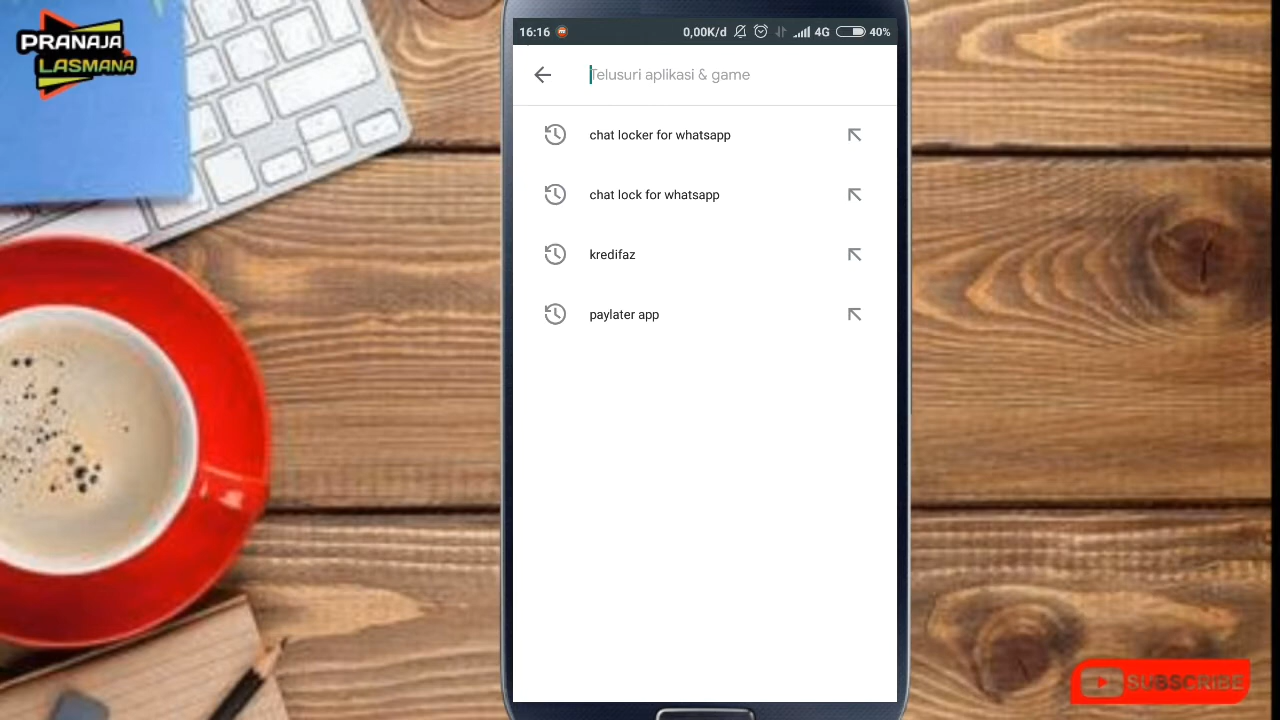 PRANAJA
LASMANA
16:16
0,00K/d 4G 40%
Telusuri aplikasi & game
chat locker for whatsapp
chat lock for whatsapp
kredifaz
paylater app
SUBSCRIBE